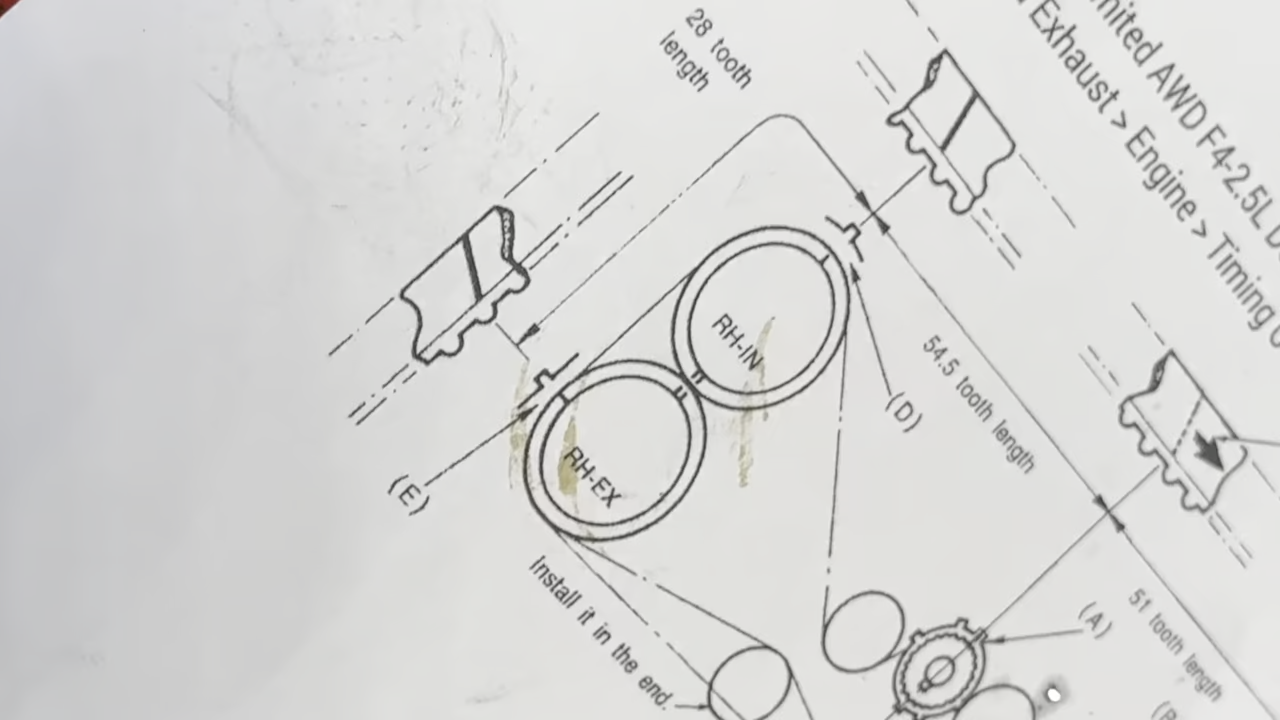 mited AWD F4-2.5L D
Exhaust > Engine > Timing
28 tooth
length
RH-IN
(D)
54.5 tooth length
(E)
RH-EX
Install it in the end.
(A)
51 tooth length